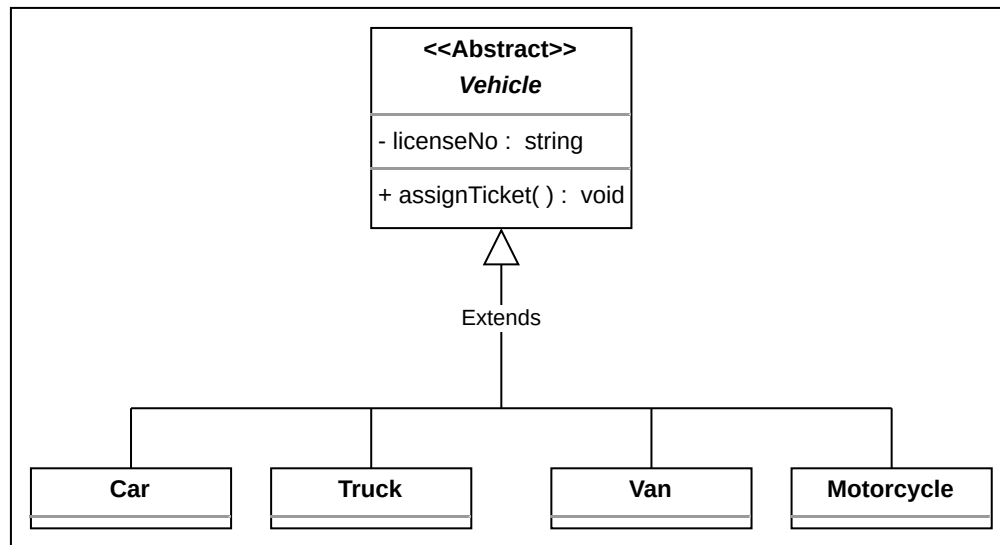 <<Abstract>>
Vehicle
- licenseNo : string
+ assignTicket( ) : void
Extends
Car
Truck
Van
Motorcycle